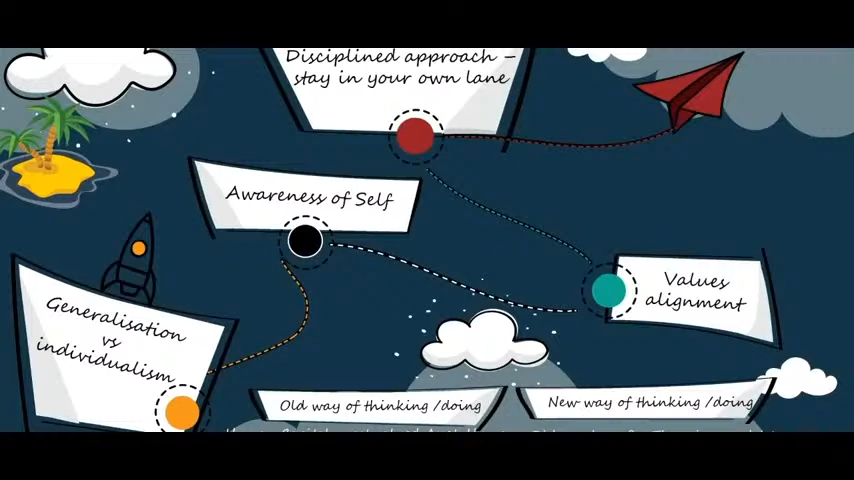 Disciplined approach –
stay in your own lane
Awareness of Self
Values
alignment
Generalisation
vs
individualism
Old way of thinking /doing
New way of thinking /doing